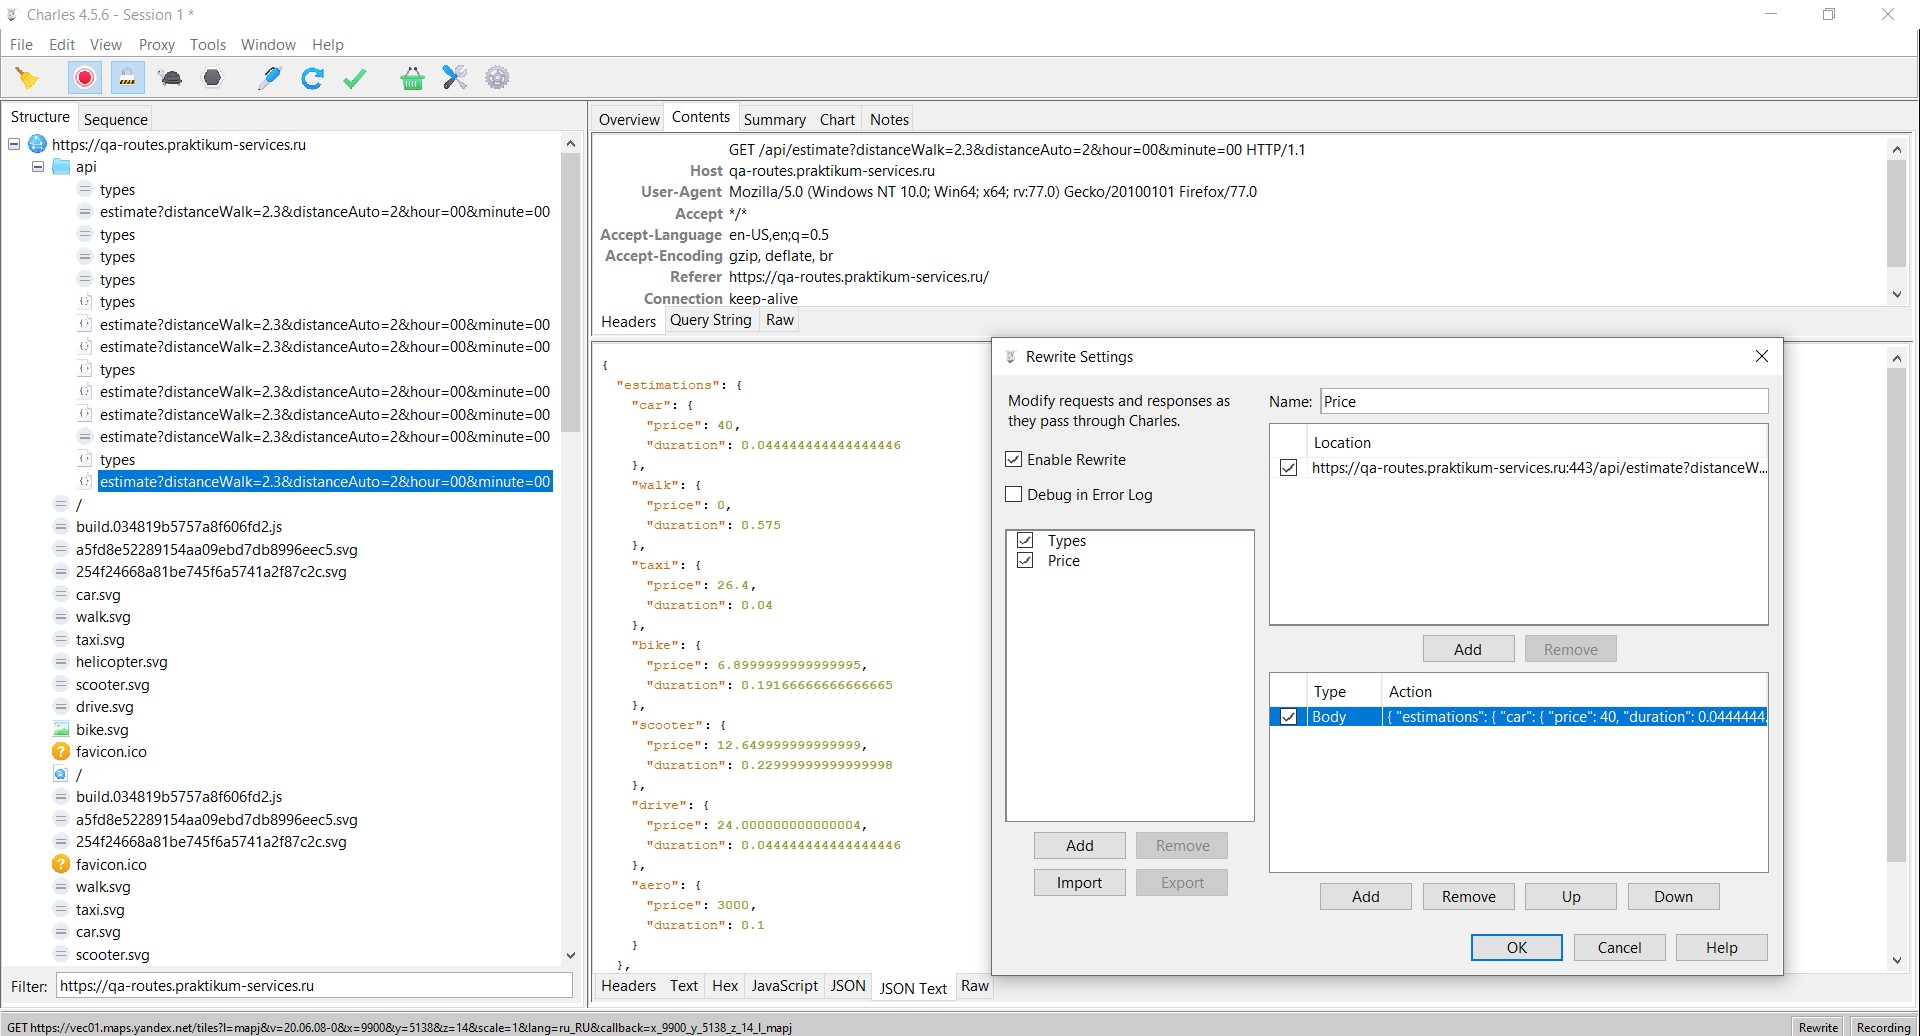 Charles 4.5.6 - Session 1 *
File Edit View Proxy Tools Window Help
Structure Sequence
https://qa-routes.praktikum-services.ru
api
types
estimate?distanceWalk=2.3&distanceAuto=2&hour=00&minute=00
types
types
types
types
estimate?distanceWalk=2.3&distanceAuto=2&hour=00&minute=00
estimate?distanceWalk=2.3&distanceAuto=2&hour=00&minute=00
types
estimate?distanceWalk=2.3&distanceAuto=2&hour=00&minute=00
estimate?distanceWalk=2.3&distanceAuto=2&hour=00&minute=00
estimate?distanceWalk=2.3&distanceAuto=2&hour=00&minute=00
types
estimate?distanceWalk=2.3&distanceAuto=2&hour=00&minute=00
/
build.034819b5757a8f606fd2.js
a5fd8e52289154aa09ebd7db8996eec5.svg
254f24668a81be745f6a5741a2f87c2c.svg
car.svg
walk.svg
taxi.svg
helicopter.svg
scooter.svg
drive.svg
bike.svg
favicon.ico
/
build.034819b5757a8f606fd2.js
a5fd8e52289154aa09ebd7db8996eec5.svg
254f24668a81be745f6a5741a2f87c2c.svg
favicon.ico
walk.svg
taxi.svg
car.svg
scooter.svg
Filter: https://qa-routes.praktikum-services.ru
Overview Contents Summary Chart Notes
GET /api/estimate?distanceWalk=2.3&distanceAuto=2&hour=00&minute=00 HTTP/1.1
Host qa-routes.praktikum-services.ru
User-Agent Mozilla/5.0 (Windows NT 10.0; Win64; x64; rv:77.0) Gecko/20100101 Firefox/77.0
Accept */*
Accept-Language en-US,en;q=0.5
Accept-Encoding gzip, deflate, br
Referer https://qa-routes.praktikum-services.ru/
Connection keep-alive
Headers Query String Raw
{
"estimations": {
"car": {
"price": 40,
"duration": 0.044444444444444446
},
"walk": {
"price": 0,
"duration": 0.575
},
"taxi": {
"price": 26.4,
"duration": 0.04
},
"bike": {
"price": 6.8999999999999995,
"duration": 0.19166666666666665
},
"scooter": {
"price": 12.649999999999999,
"duration": 0.22999999999999998
},
"drive": {
"price": 24.000000000000004,
"duration": 0.044444444444444446
},
"aero": {
"price": 3000,
"duration": 0.1
}
},
Headers Text Hex JavaScript JSON JSON Text Raw
Rewrite Settings
Modify requests and responses as
they pass through Charles.
Enable Rewrite
Debug in Error Log
Types
Price
Add Remove
Import Export
Name: Price
Location
https://qa-routes.praktikum-services.ru:443/api/estimate?distanceW...
Add Remove
Type Action
Body { "estimations": { "car": { "price": 40, "duration": 0.0444444.
Add Remove Up Down
OK Cancel Help
GET https://vec01.maps.yandex.net/tiles?l=mapj&v=20.06.08-0&x=9900&y=5138&z=14&scale=1&lang=ru_RU&callback=x_9900_y_5138_z_14_l_mapj
Rewrite Recording